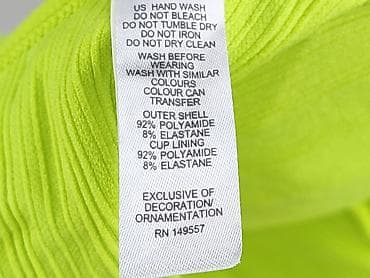 US HAND WASH
DO NOT BLEACH
DO NOT TUMBLE DRY
DO NOT IRON
DO NOT DRY CLEAN
WASH BEFORE
WEARING
WASH WITH SIMILAR
COLOURS
COLOUR CAN
TRANSFER
OUTER SHELL
92% POLYAMIDE
8% ELASTANE
CUP LINING
92% POLYAMIDE
8% ELASTANE
EXCLUSIVE OF
DECORATION/
ORNAMENTATION
RN 149557